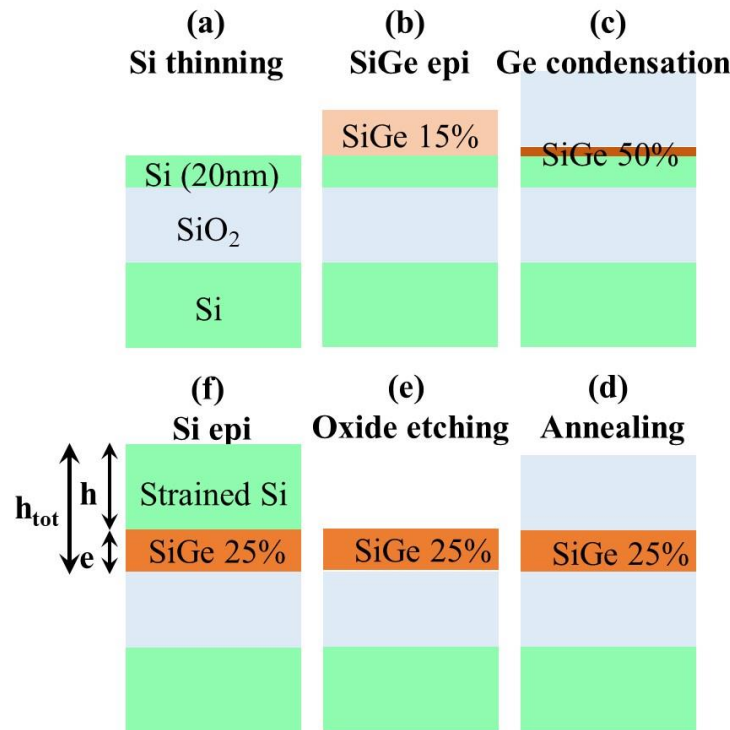 (a)
Si thinning
(b)
SiGe epi
(c)
Ge condensation
SiGe 15%
SiGe 50%
Si (20nm)
SiO₂
Si
(f)
Si epi
(e)
Oxide etching
(d)
Annealing
h_tot
h
e
Strained Si
SiGe 25%
SiGe 25%
SiGe 25%